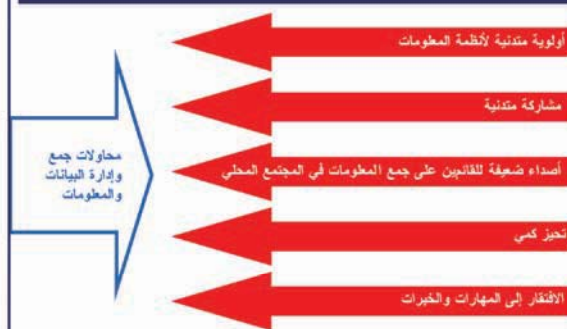 أولوية متدنية لأنظمة المعلومات
مشاركة متدنية
أصداء ضعيفة للقائمين على جمع المعلومات في المجتمع المحلي
تحيز كمي
الافتقار إلى المهارات والخبرات
محاولات جمع
وإدارة البيانات
والمعلومات